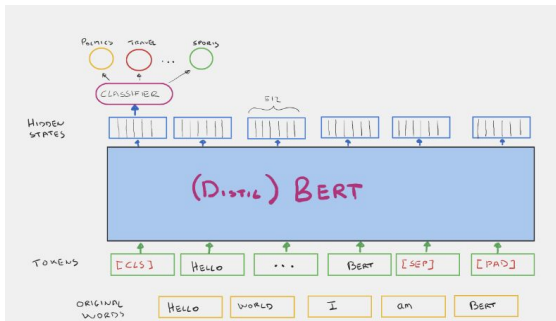 POLITICS TRAVEL ... SPORTS
CLASSIFIER
512
HIDDEN
STATES
(DISTIL) BERT
TOKENS [CLS] HELLO ... BERT [SEP] [PAD]
ORIGINAL
WORDS HELLO WORLD I am BERT